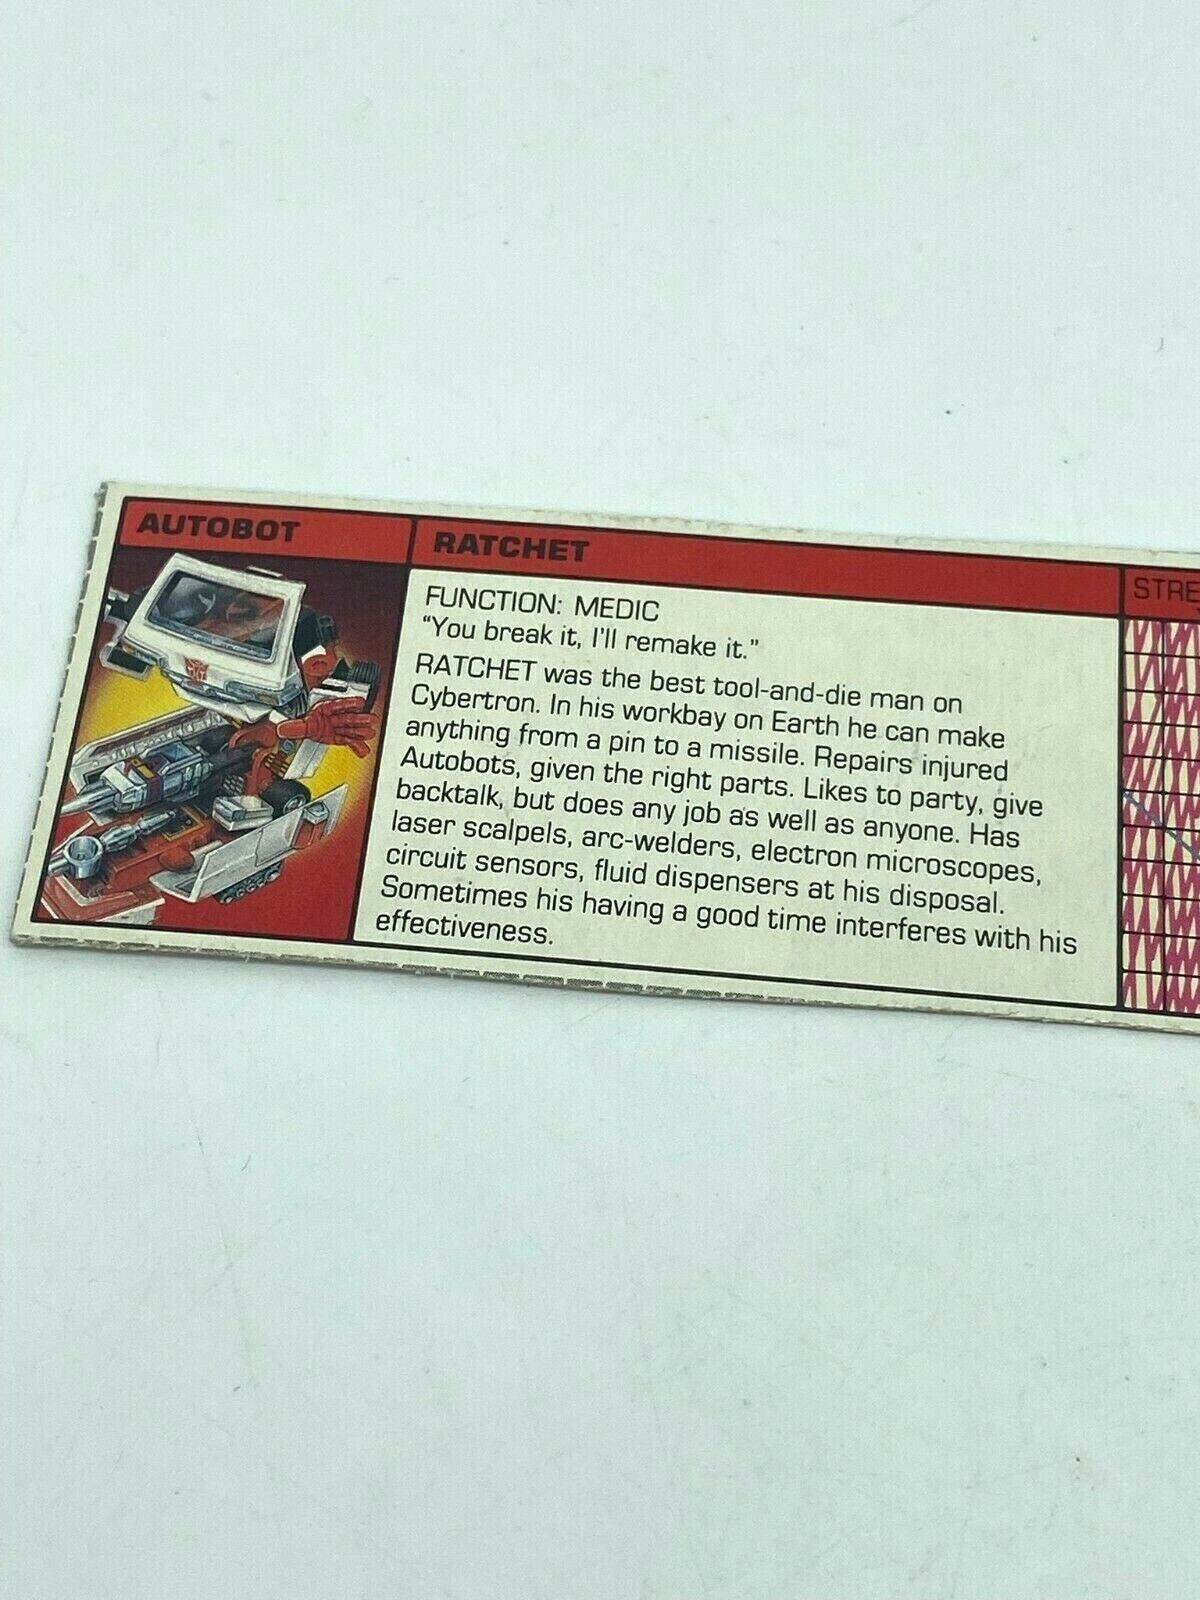 AUTOBOT
RATCHET
FUNCTION: MEDIC
"You break it, I'll remake it."
RATCHET was the best tool-and-die man on
Cybertron. In his workbay on Earth he can make
anything from a pin to a missile. Repairs injured
Autobots, given the right parts. Likes to party, give
backtalk, but does any job as well as anyone. Has
laser scalpels, arc-welders, electron microscopes,
circuit sensors, fluid dispensers at his disposal.
Sometimes his having a good time interferes with his
effectiveness.
STRE